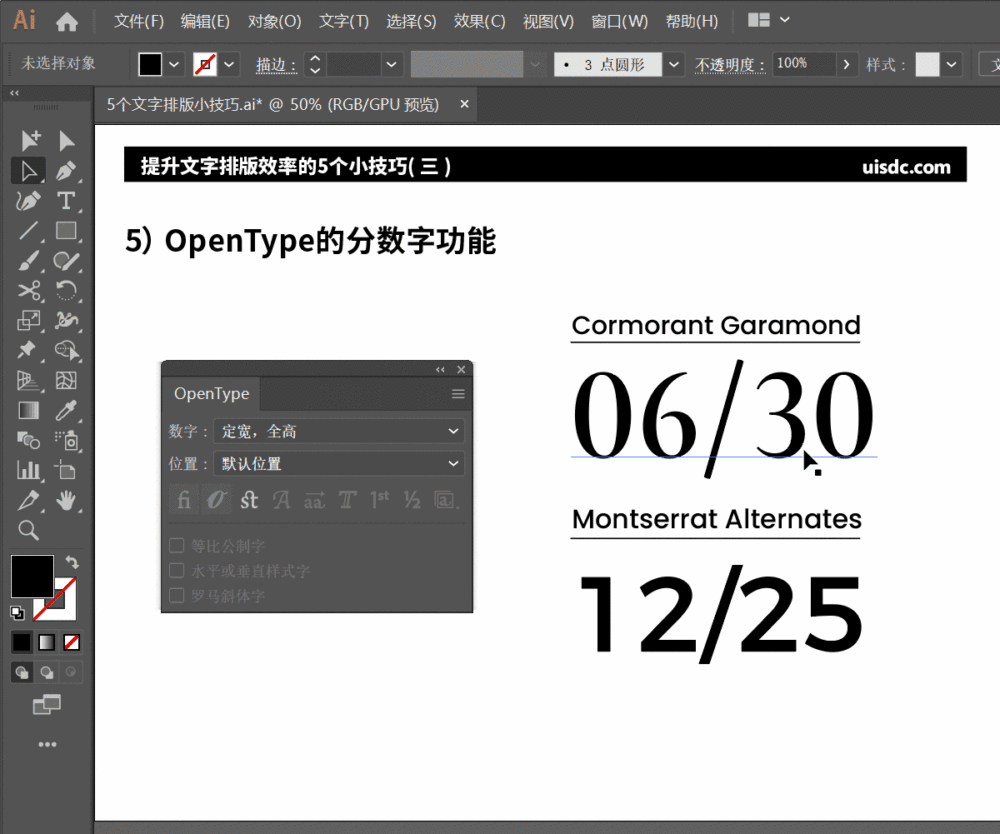 Ai 文件(F) 编辑(E) 对象(O) 文字(T) 选择(S) 效果(C) 视图(V) 窗口(W) 帮助(H)
未选择对象 描边： 3 点圆形 不透明度： 100% 样式：
5个文字排版小技巧.ai* @ 50% (RGB/GPU 预览)
提升文字排版效率的5个小技巧( 三 ) uisdc.com
5）OpenType的分数字功能
Cormorant Garamond
06/30
OpenType
数字： 定宽，全高
位置： 默认位置
fi st A aa T 1st ½ a
等比公制字
水平或垂直样式字
罗马斜体字
Montserrat Alternates
12/25